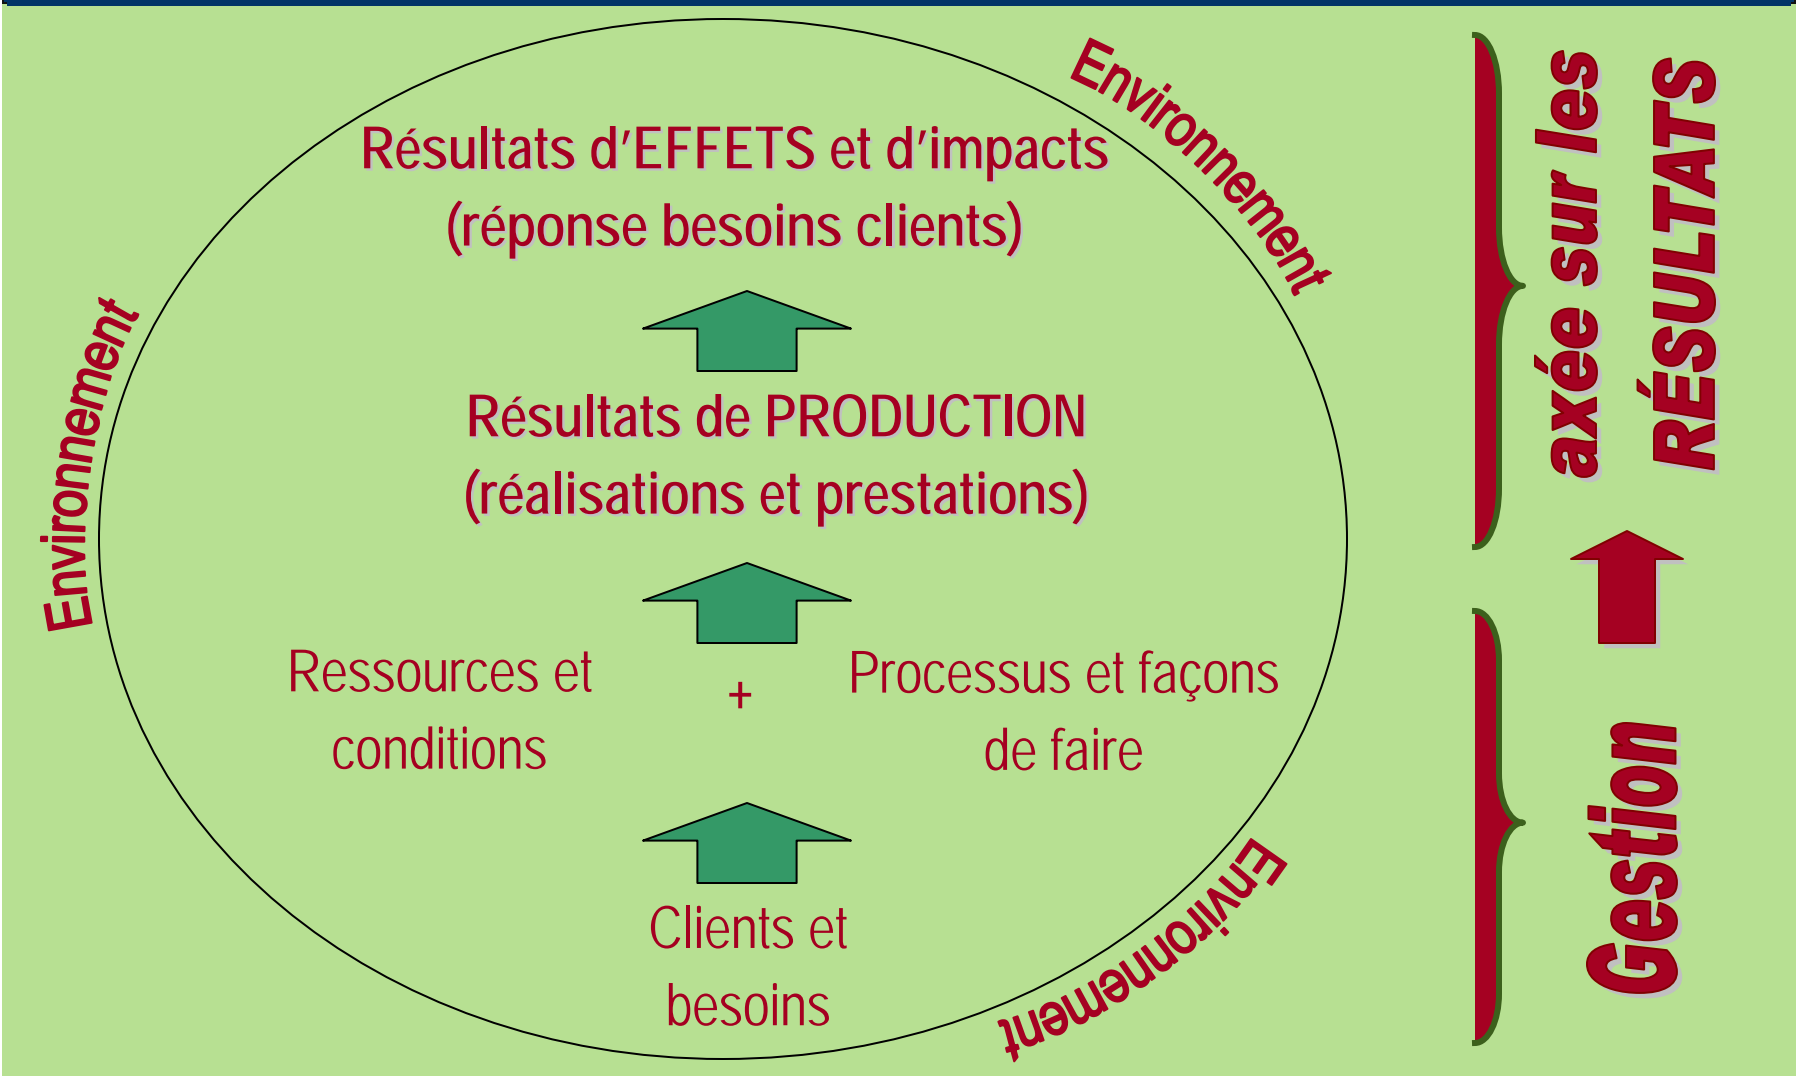 Environnement
Résultats d'EFFETS et d'impacts
(réponse besoins clients)
Environnement
Résultats de PRODUCTION
(réalisations et prestations)
Ressources et
conditions
+
Processus et façons
de faire
Clients et
besoins
Environnement
Gestion
axée sur les
RÉSULTATS